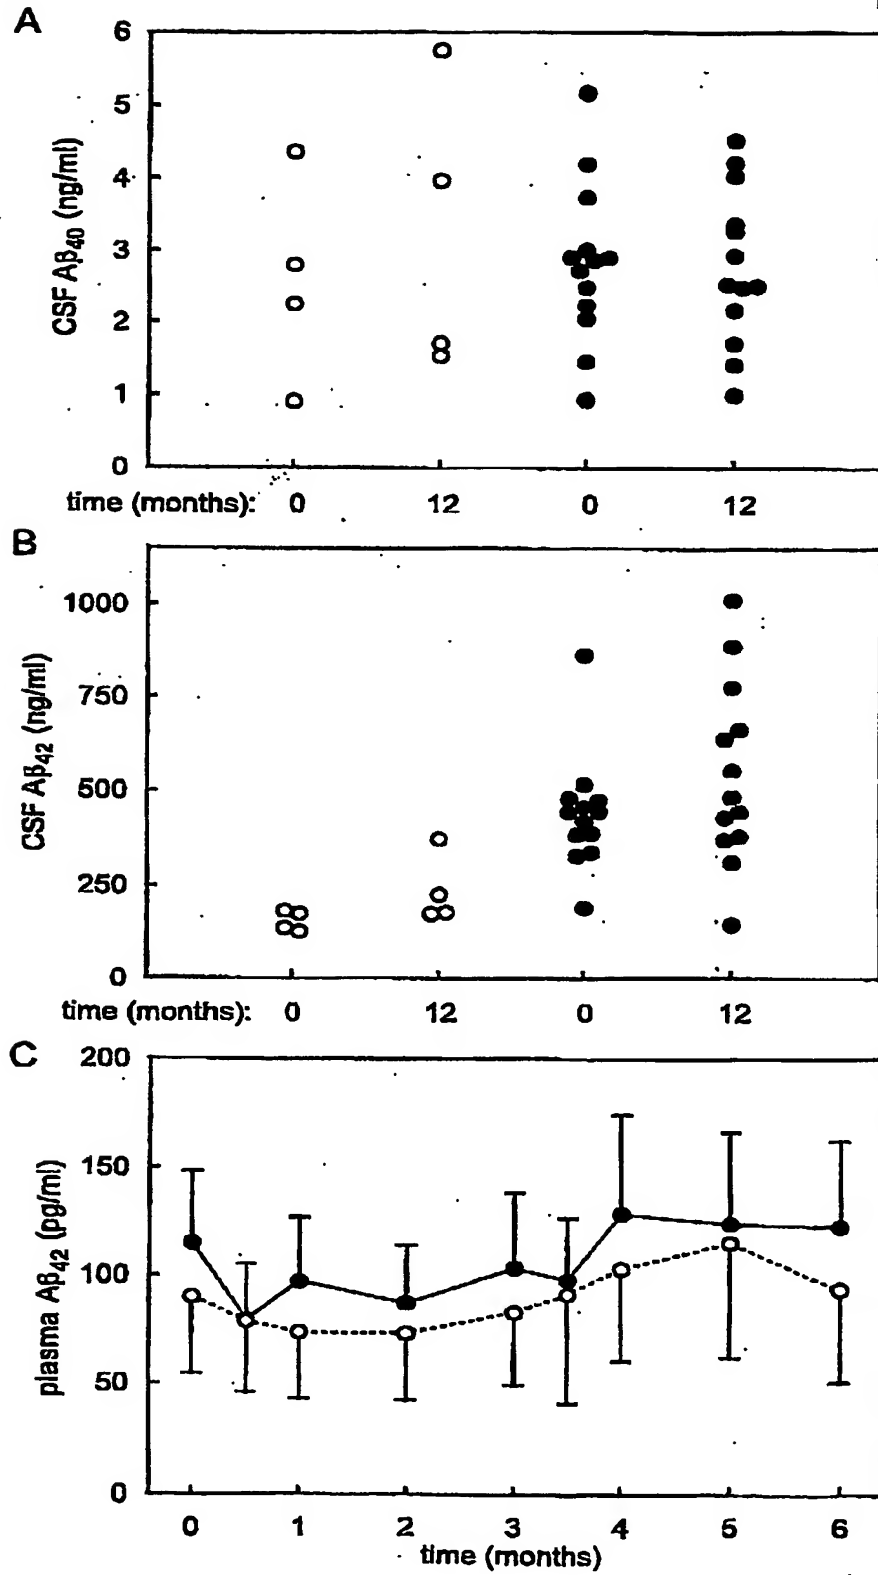 A
6
5
4
3
2
1
0
CSF Aβ40 (ng/ml)
time (months): 0 12 0 12
B
1000
750
500
250
0
CSF Aβ42 (ng/ml)
time (months): 0 12 0 12
C
200
150
100
50
0
plasma Aβ42 (pg/ml)
0 1 2 3 4 5 6
time (months)